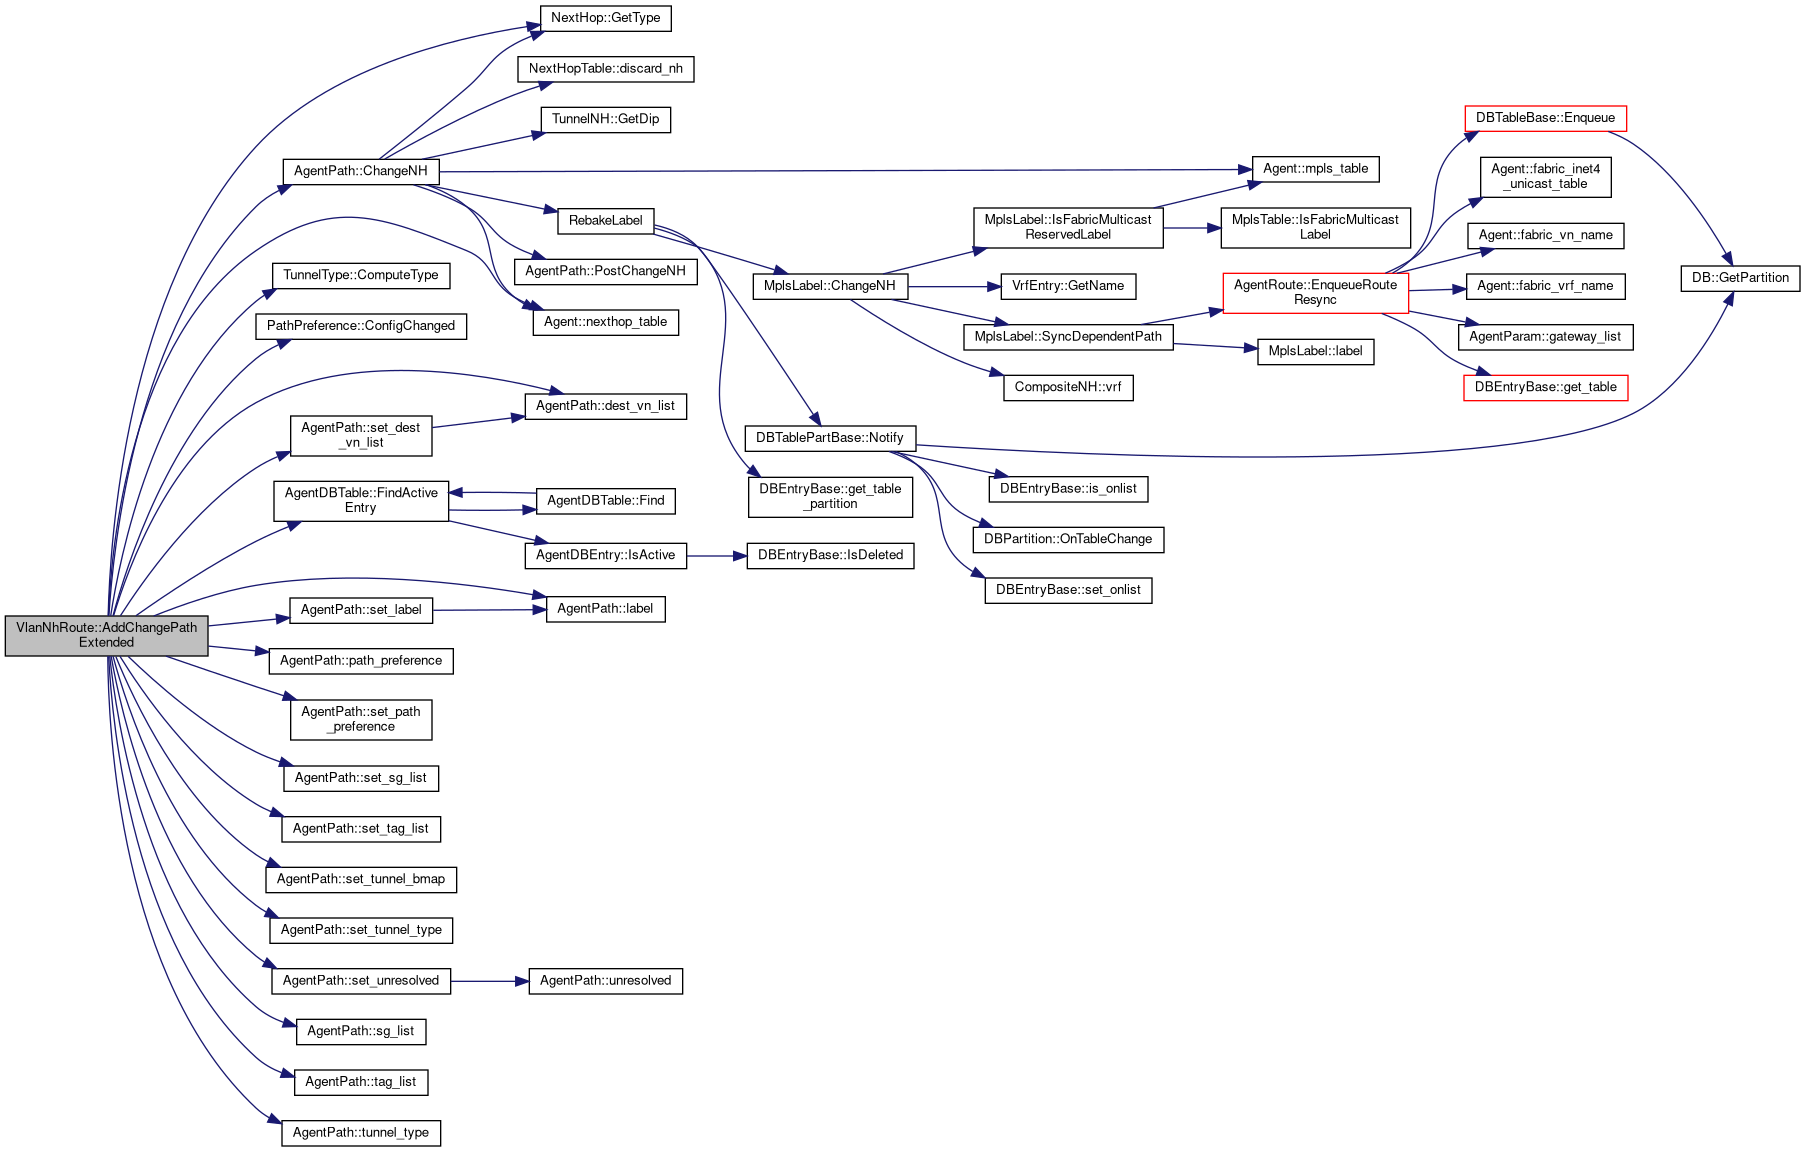 NextHop::GetType
NextHopTable::discard_nh
TunnelNH::GetDip
AgentPath::ChangeNH
RebakeLabel
AgentPath::PostChangeNH
TunnelType::ComputeType
PathPreference::ConfigChanged
Agent::nexthop_table
AgentPath::dest_vn_list
AgentPath::set_dest
_vn_list
AgentDBTable::FindActive
Entry
AgentDBTable::Find
AgentDBEntry::IsActive
DBEntryBase::IsDeleted
AgentPath::set_label
AgentPath::label
VlanNhRoute::AddChangePath
Extended
AgentPath::path_preference
AgentPath::set_path
_preference
AgentPath::set_sg_list
AgentPath::set_tag_list
AgentPath::set_tunnel_bmap
AgentPath::set_tunnel_type
AgentPath::set_unresolved
AgentPath::unresolved
AgentPath::sg_list
AgentPath::tag_list
AgentPath::tunnel_type
Agent::mpls_table
MplsLabel::IsFabricMulticast
ReservedLabel
MplsTable::IsFabricMulticast
Label
MplsLabel::ChangeNH
VrfEntry::GetName
MplsLabel::SyncDependentPath
CompositeNH::vrf
AgentRoute::EnqueueRoute
Resync
MplsLabel::label
DBTableBase::Enqueue
Agent::fabric_inet4
_unicast_table
Agent::fabric_vn_name
Agent::fabric_vrf_name
AgentParam::gateway_list
DBEntryBase::get_table
DB::GetPartition
DBTablePartBase::Notify
DBEntryBase::get_table
_partition
DBEntryBase::is_onlist
DBPartition::OnTableChange
DBEntryBase::set_onlist